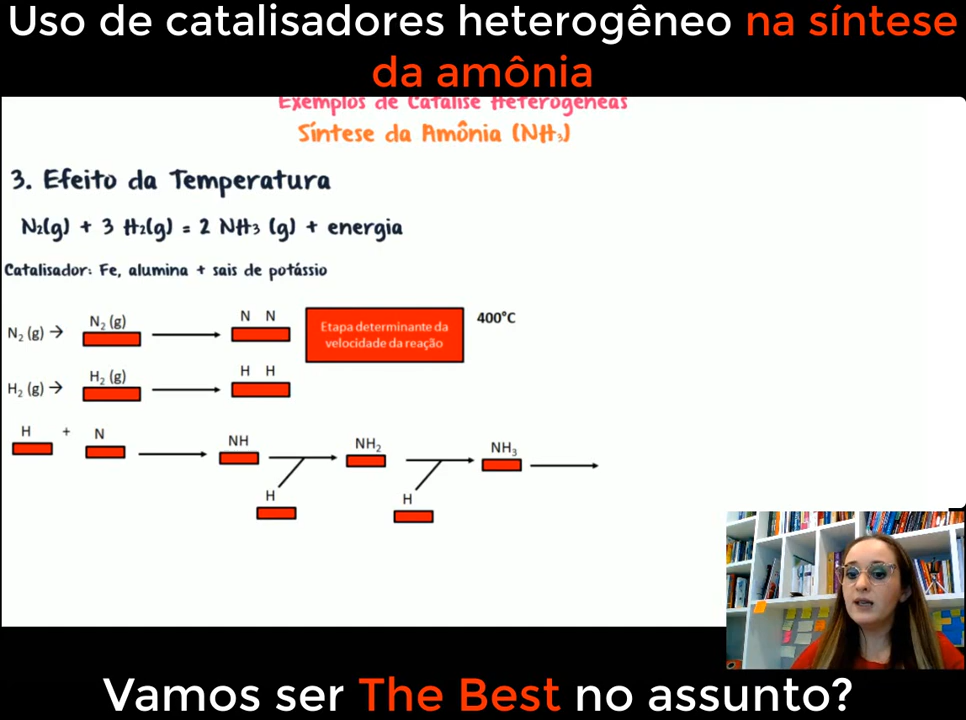 Uso de catalisadores heterogêneo na síntese
da amônia
Exemplos de Catálise Heterogêneas
Síntese da Amônia (NH₃)
3. Efeito da Temperatura
N₂(g) + 3 H₂(g) = 2 NH₃ (g) + energia
Catalisador: Fe, alumina + sais de potássio
N₂ (g) → N₂ (g) N N Etapa determinante da velocidade da reação 400°C
H₂ (g) → H₂ (g) H H
H + N NH NH₂ NH₃
H H
Vamos ser The Best no assunto?